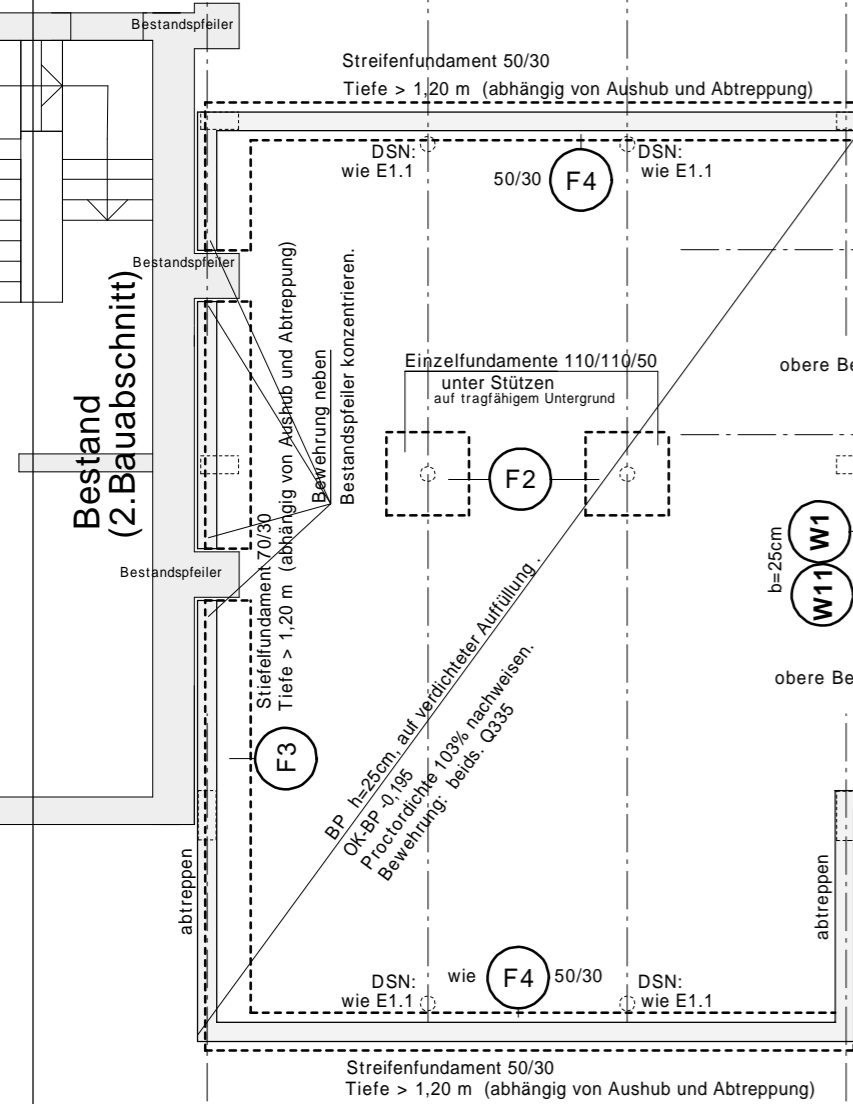 Bestandspfeiler
Streifenfundament 50/30
Tiefe > 1,20 m (abhängig von Aushub und Abtreppung)
DSN:
wie E1.1
50/30
F4
DSN:
wie E1.1
Bestandspfeiler
Bestand
(2.Bauabschnitt)
Stiefelfundament 70/30
Tiefe > 1,20 m (abhängig von Aushub und Abtreppung)
Bewehrung neben
Bestandspfeiler konzentrieren.
Einzelfundamente 110/110/50
unter Stützen
auf tragfähigem Untergrund
obere Be
F2
b=25cm
W1
W11
Bestandspfeiler
obere Be
F3
BP h=25cm, auf verdichteter Auffüllung .
OK-BP -0,195
Proctordichte 103% nachweisen.
Bewehrung: beids. Q335
abtreppen
abtreppen
DSN:
wie E1.1
wie
F4
50/30
DSN:
wie E1.1
Streifenfundament 50/30
Tiefe > 1,20 m (abhängig von Aushub und Abtreppung)